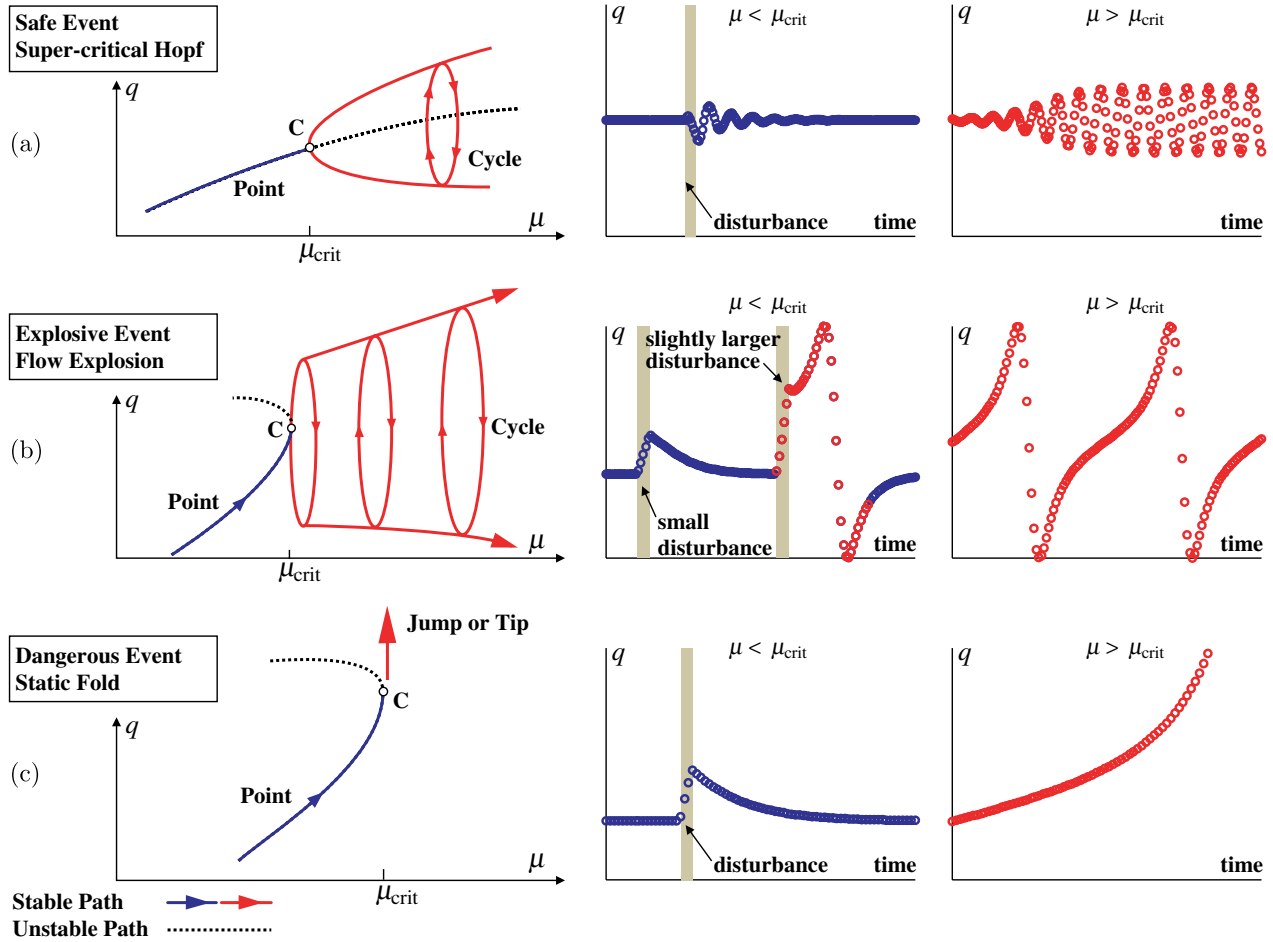 Safe Event
Super-critical Hopf
q
(a)
C
Point
Cycle
μ
μcrit
q
μ < μcrit
disturbance
time
q
μ > μcrit
time
Explosive Event
Flow Explosion
q
(b)
C
Point
Cycle
μ
μcrit
q
μ < μcrit
slightly larger
disturbance
small
disturbance
time
q
μ > μcrit
time
Dangerous Event
Static Fold
q
(c)
Jump or Tip
C
Point
μ
μcrit
q
μ < μcrit
disturbance
time
q
μ > μcrit
time
Stable Path
Unstable Path